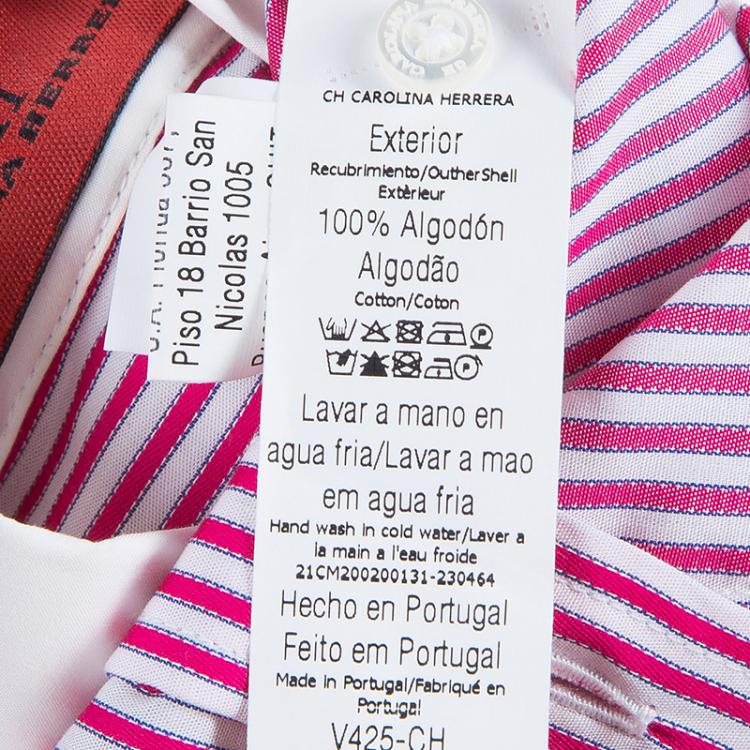 CH CAROLINA HERRERA
Exterior
Recubrimiento/OutherShell
Extèrieur
100% Algodón
Algodão
Cotton/Coton
Lavar a mano en
agua fria/Lavar a mao
em agua fria
Hand wash in cold water/Laver a
la main a l'eau froide
21CM200200131-230464
Hecho en Portugal
Feito em Portugal
Made in Portugal/Fabriqué en
Portugal
V425-CH
Piso 18 Barrio San
Nicolas 1005